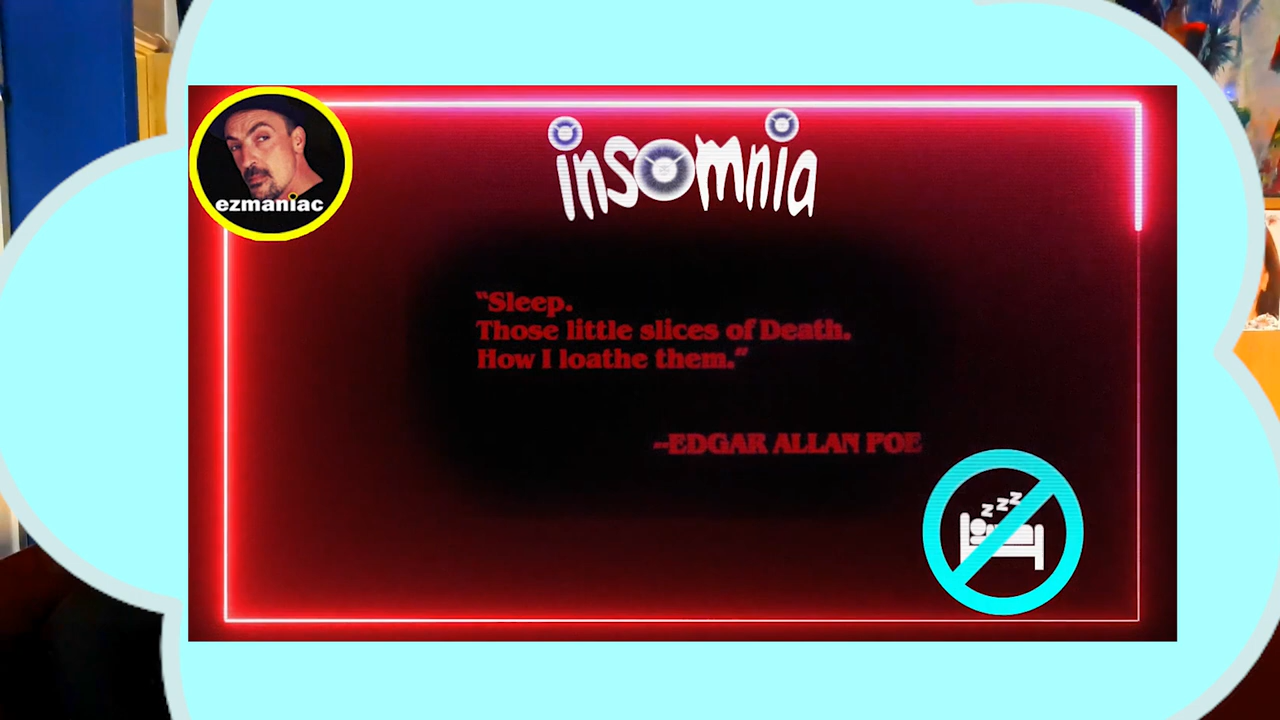 insomnia
ezmaniac
“Sleep.
Those little slices of Death.
How I loathe them.”
--EDGAR ALLAN POE
z z z